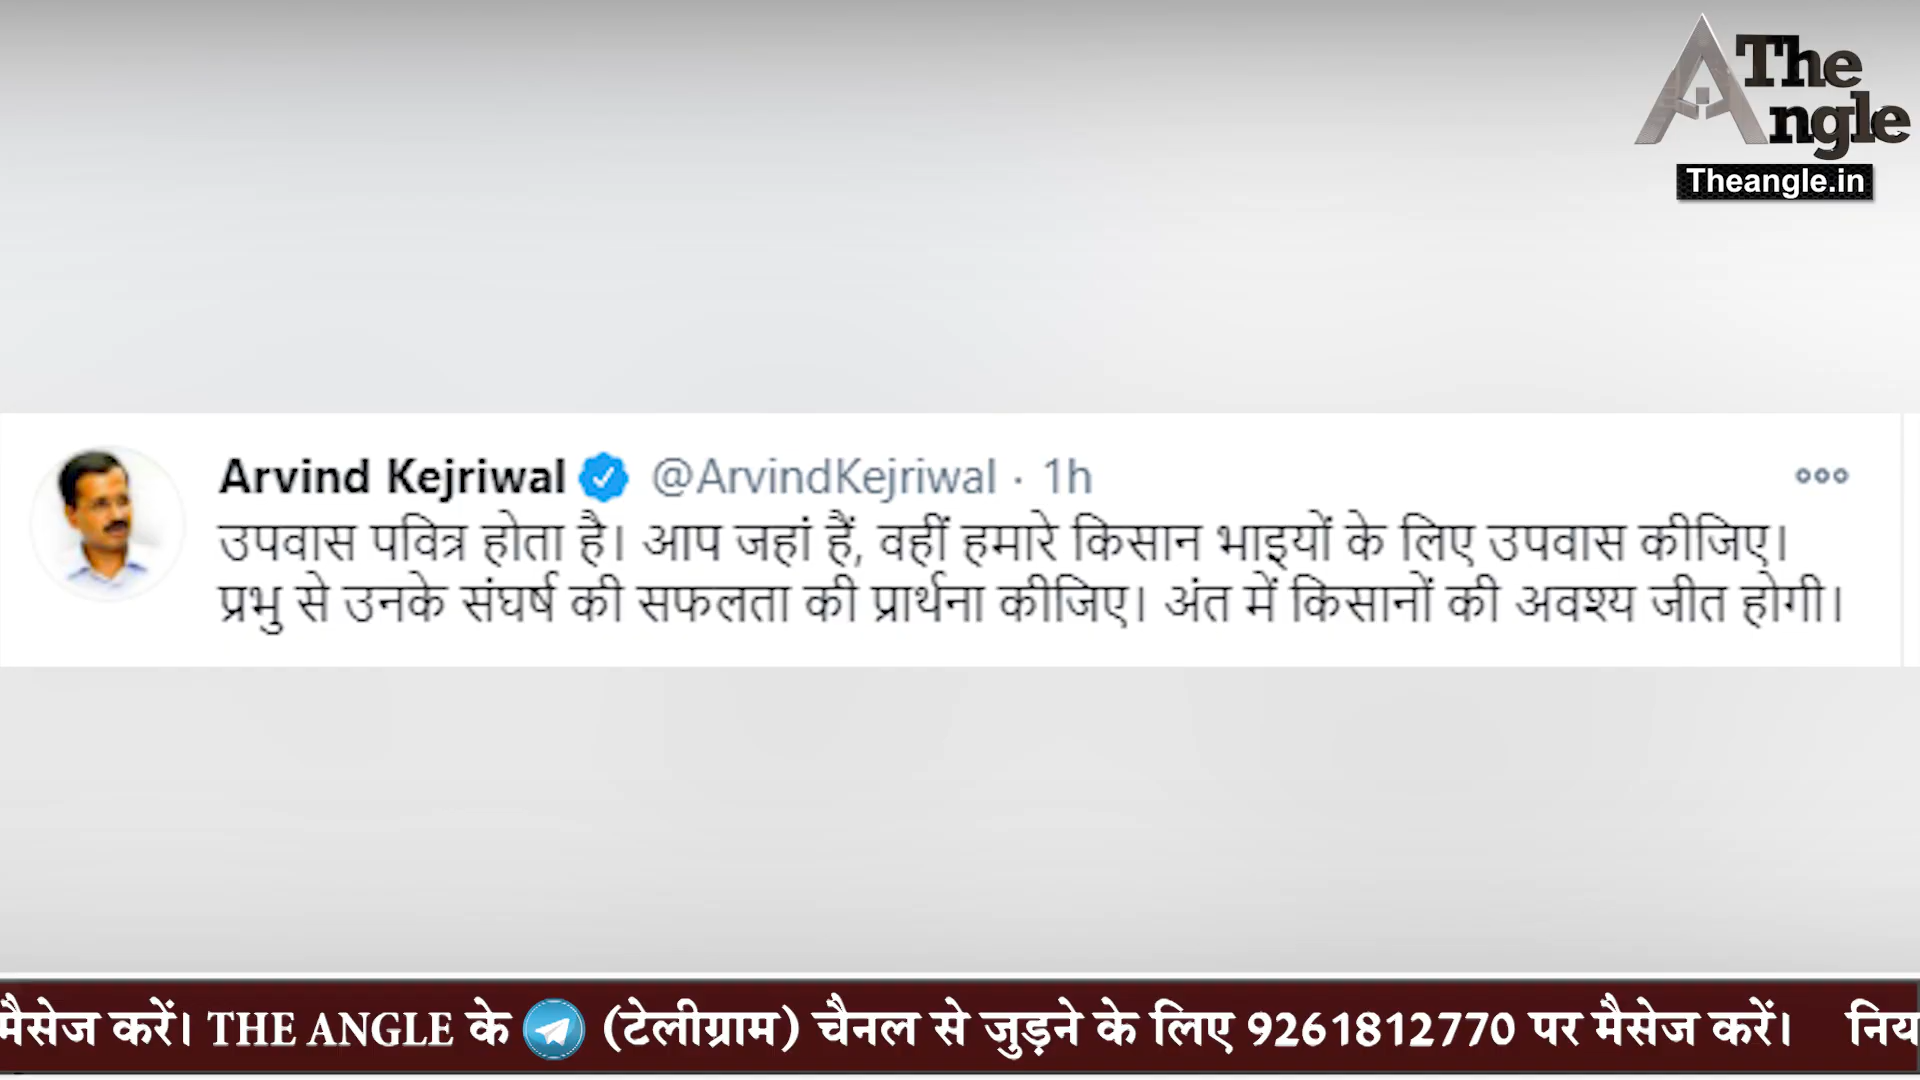 The
Angle
Theangle.in
Arvind Kejriwal @ArvindKejriwal · 1h
उपवास पवित्र होता है। आप जहां हैं, वहीं हमारे किसान भाइयों के लिए उपवास कीजिए।
प्रभु से उनके संघर्ष की सफलता की प्रार्थना कीजिए। अंत में किसानों की अवश्य जीत होगी।
मैसेज करें। THE ANGLE के (टेलीग्राम) चैनल से जुड़ने के लिए 9261812770 पर मैसेज करें।